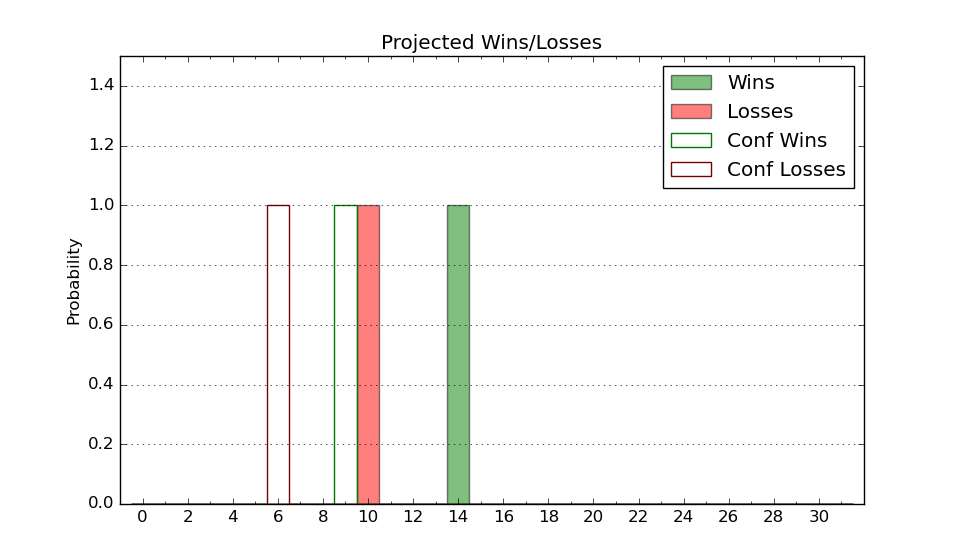 Projected Wins/Losses
1.4
1.2
1.0
0.8
0.6
0.4
0.2
0.0
Probability
Wins
Losses
Conf Wins
Conf Losses
0 2 4 6 8 10 12 14 16 18 20 22 24 26 28 30